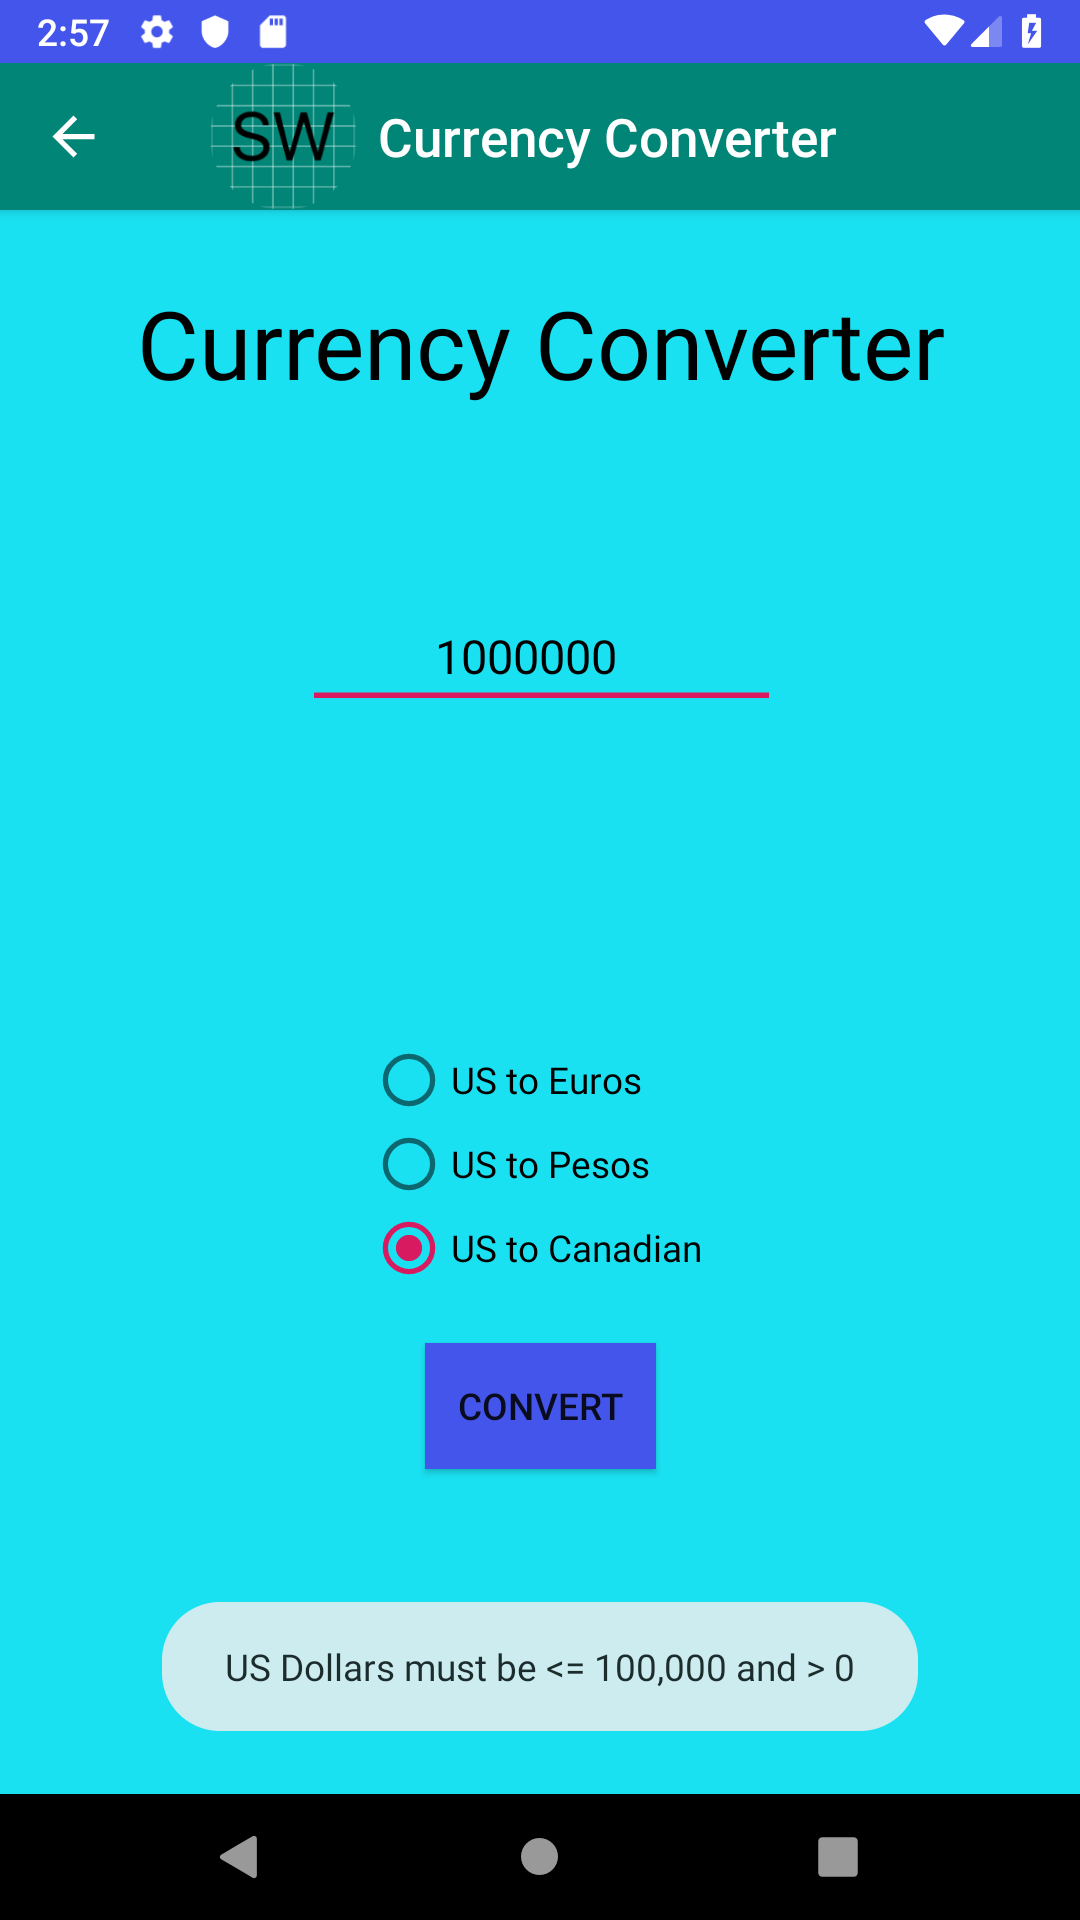 2:57
SW Currency Converter
Currency Converter
1000000
US to Euros
US to Pesos
US to Canadian
CONVERT
US Dollars must be <= 100,000 and > 0